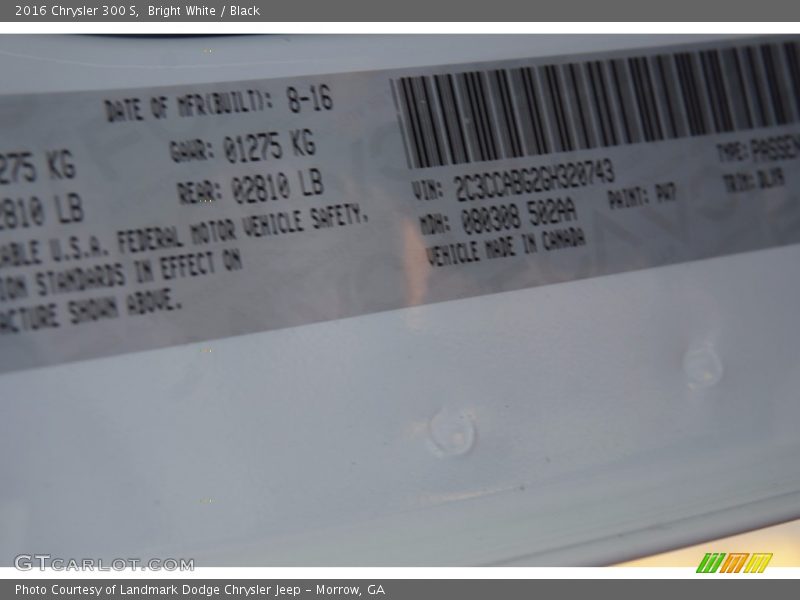 2016 Chrysler 300 S, Bright White / Black
DATE OF MFR(BUILT): 8-16
275 KG GAWR: 01275 KG
2810 LB REAR: 02810 LB
ABLE U.S.A. FEDERAL MOTOR VEHICLE SAFETY,
ION STANDARDS IN EFFECT ON
ACTURE SHOWN ABOVE.
TYPE: PASSEN
VIN: 2C3CCABG2GH320743 TRIM: DLX9
MDH: 080308 502AA PAINT: PW7
VEHICLE MADE IN CANADA
GTCARLOT.COM
Photo Courtesy of Landmark Dodge Chrysler Jeep – Morrow, GA